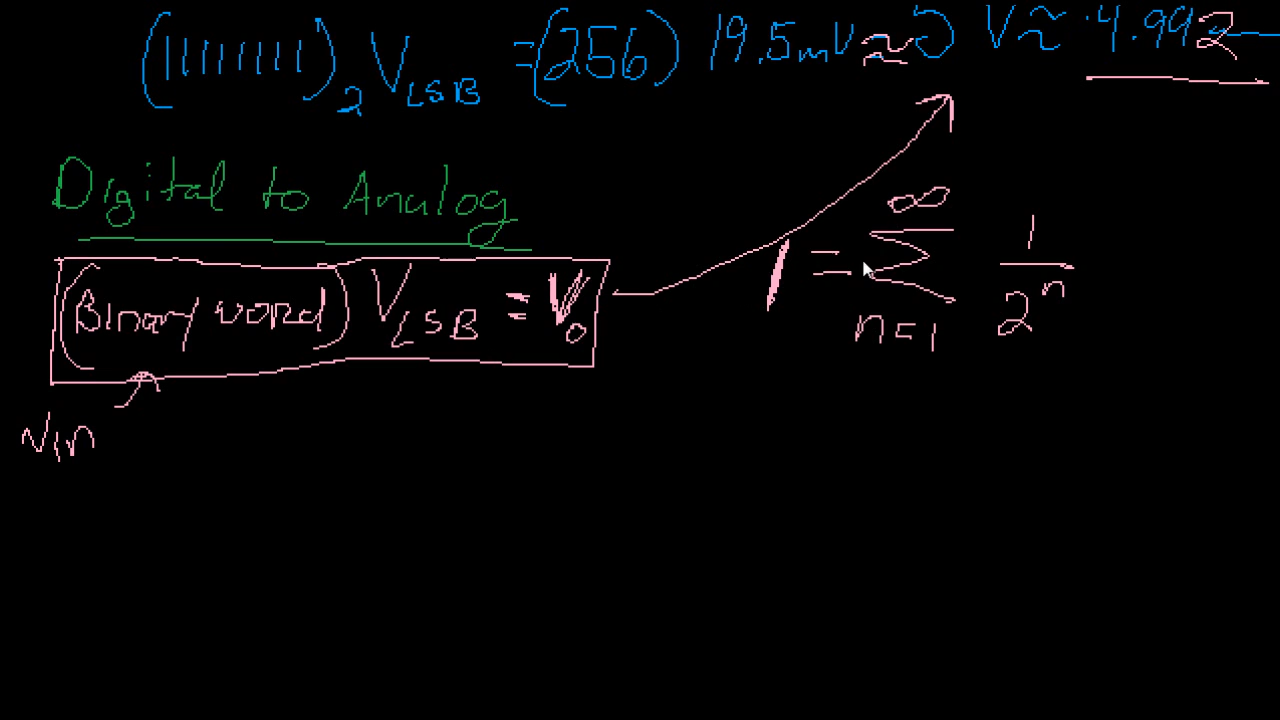 (11111111)₂ V_LSB = (256) 19.5mV ≈ 5 V ≈ 4.992
Digital to Analog
(Binary word) V_LSB = V₀
1 = ∞ Σ n=1 1/2ⁿ
Vin